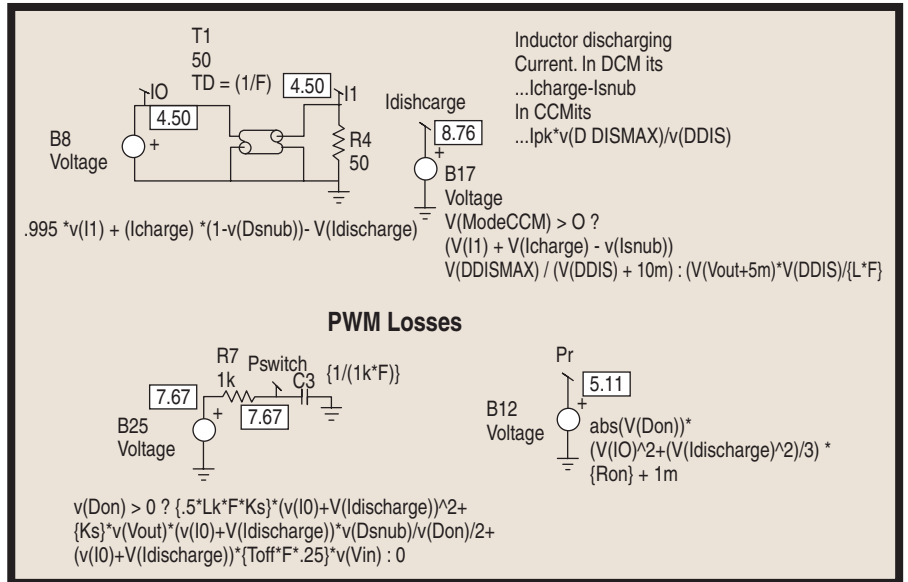 T1
50
TD = (1/F)
4.50
IO
4.50
I1
B8
Voltage
+
R4
50
.995 *v(I1) + (Icharge) *(1-v(Dsnub))- V(Idischarge)
Inductor discharging
Current. In DCM its
...Icharge-Isnub
In CCMits
...Ipk*v(D DISMAX)/v(DDIS)
Idishcarge
8.76
+
B17
Voltage
V(ModeCCM) > O ?
(V(I1) + V(Icharge) - v(Isnub))
V(DDISMAX) / (V(DDIS) + 10m) : (V(Vout+5m)*V(DDIS)/{L*F}
PWM Losses
R7
1k
Pswitch
C3
{1/(1k*F)}
7.67
7.67
+
B25
Voltage
v(Don) > 0 ? {.5*Lk*F*Ks}*(v(I0)+V(Idischarge))^2+
{Ks}*v(Vout)*(v(I0)+V(Idischarge))*v(Dsnub)/v(Don)/2+
(v(I0)+V(Idischarge))*{Toff*F*.25}*v(Vin) : 0
Pr
5.11
+
B12
Voltage
abs(V(Don))*
(V(IO)^2+(V(Idischarge)^2)/3) *
{Ron} + 1m